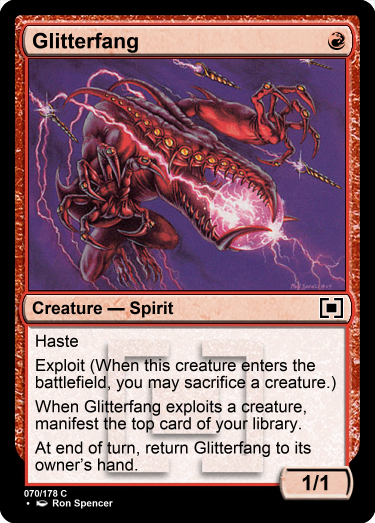 Glitterfang
Creature — Spirit
Haste
Exploit (When this creature enters the
battlefield, you may sacrifice a creature.)
When Glitterfang exploits a creature,
manifest the top card of your library.
At end of turn, return Glitterfang to its
owner's hand.
1/1
070/178 C
• Ron Spencer